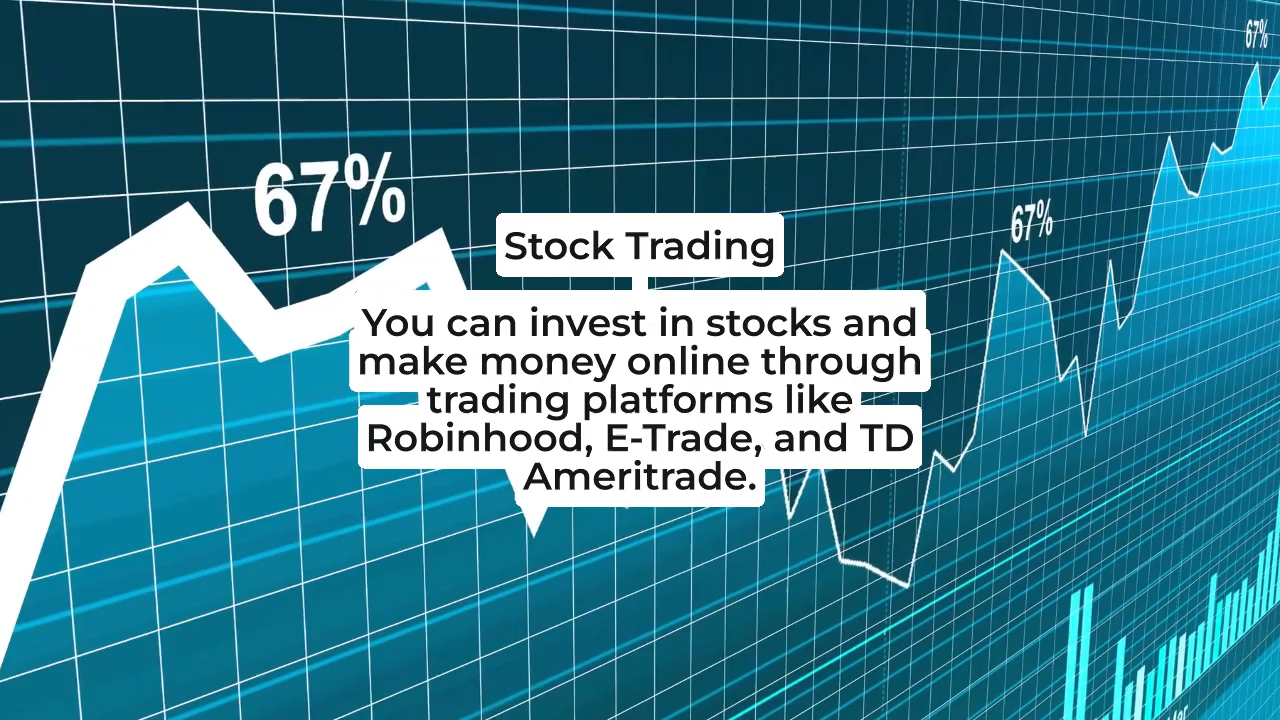 67%
67%
67%
Stock Trading
You can invest in stocks and
make money online through
trading platforms like
Robinhood, E-Trade, and TD
Ameritrade.